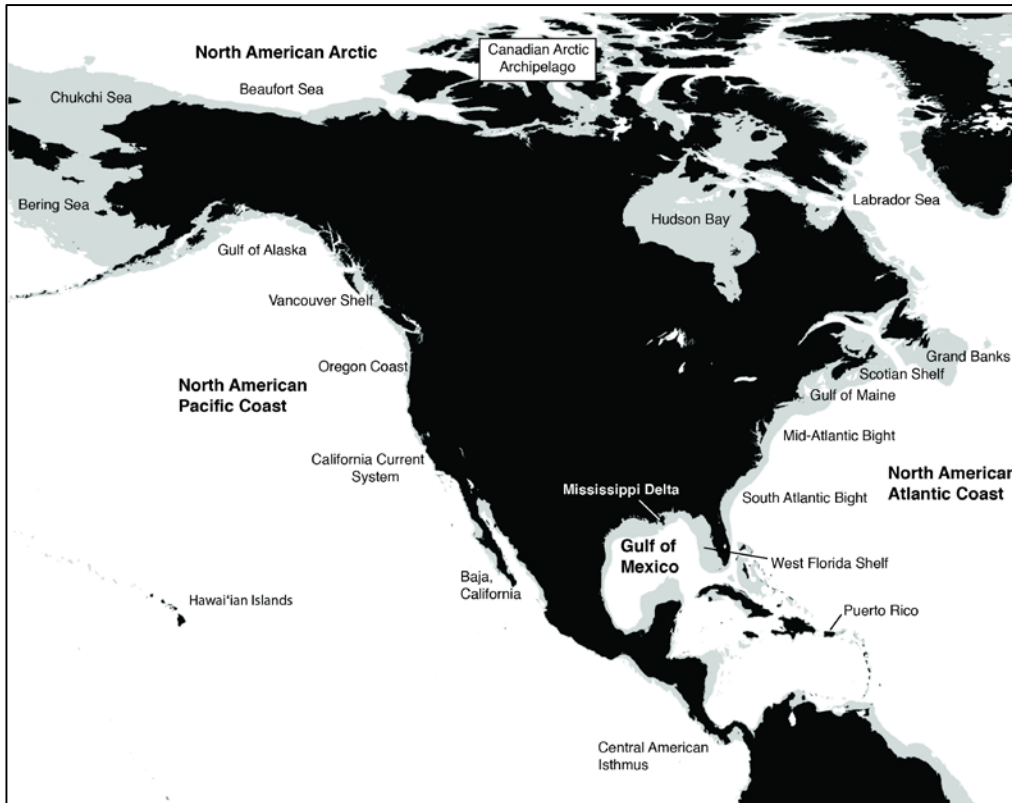 North American Arctic
Canadian Arctic
Archipelago
Chukchi Sea
Beaufort Sea
Bering Sea
Hudson Bay
Labrador Sea
Gulf of Alaska
Vancouver Shelf
Oregon Coast
Grand Banks
Scotian Shelf
North American
Pacific Coast
Gulf of Maine
Mid-Atlantic Bight
California Current
System
North American
Atlantic Coast
Mississippi Delta
South Atlantic Bight
Gulf of
Mexico
West Florida Shelf
Baja,
California
Hawai‘ian Islands
Puerto Rico
Central American
Isthmus